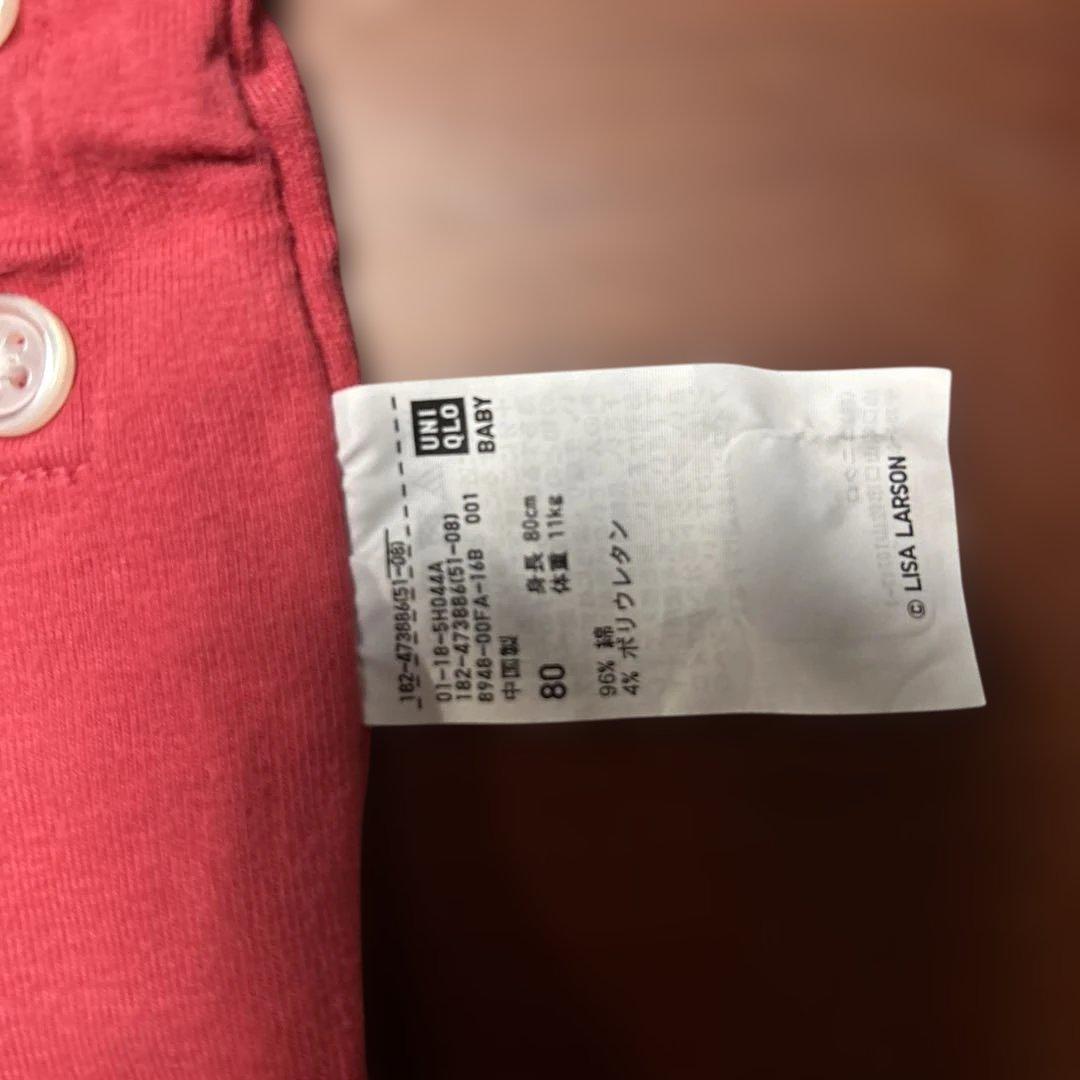 182-473886(51-08)
UNI
QLO
BABY
01-18-5H044A
182-473886(51-08)
8948-00FA-16B 001
中国製
80 身長 80cm
体重 11kg
96% 綿
4% ポリウレタン
© LISA LARSON